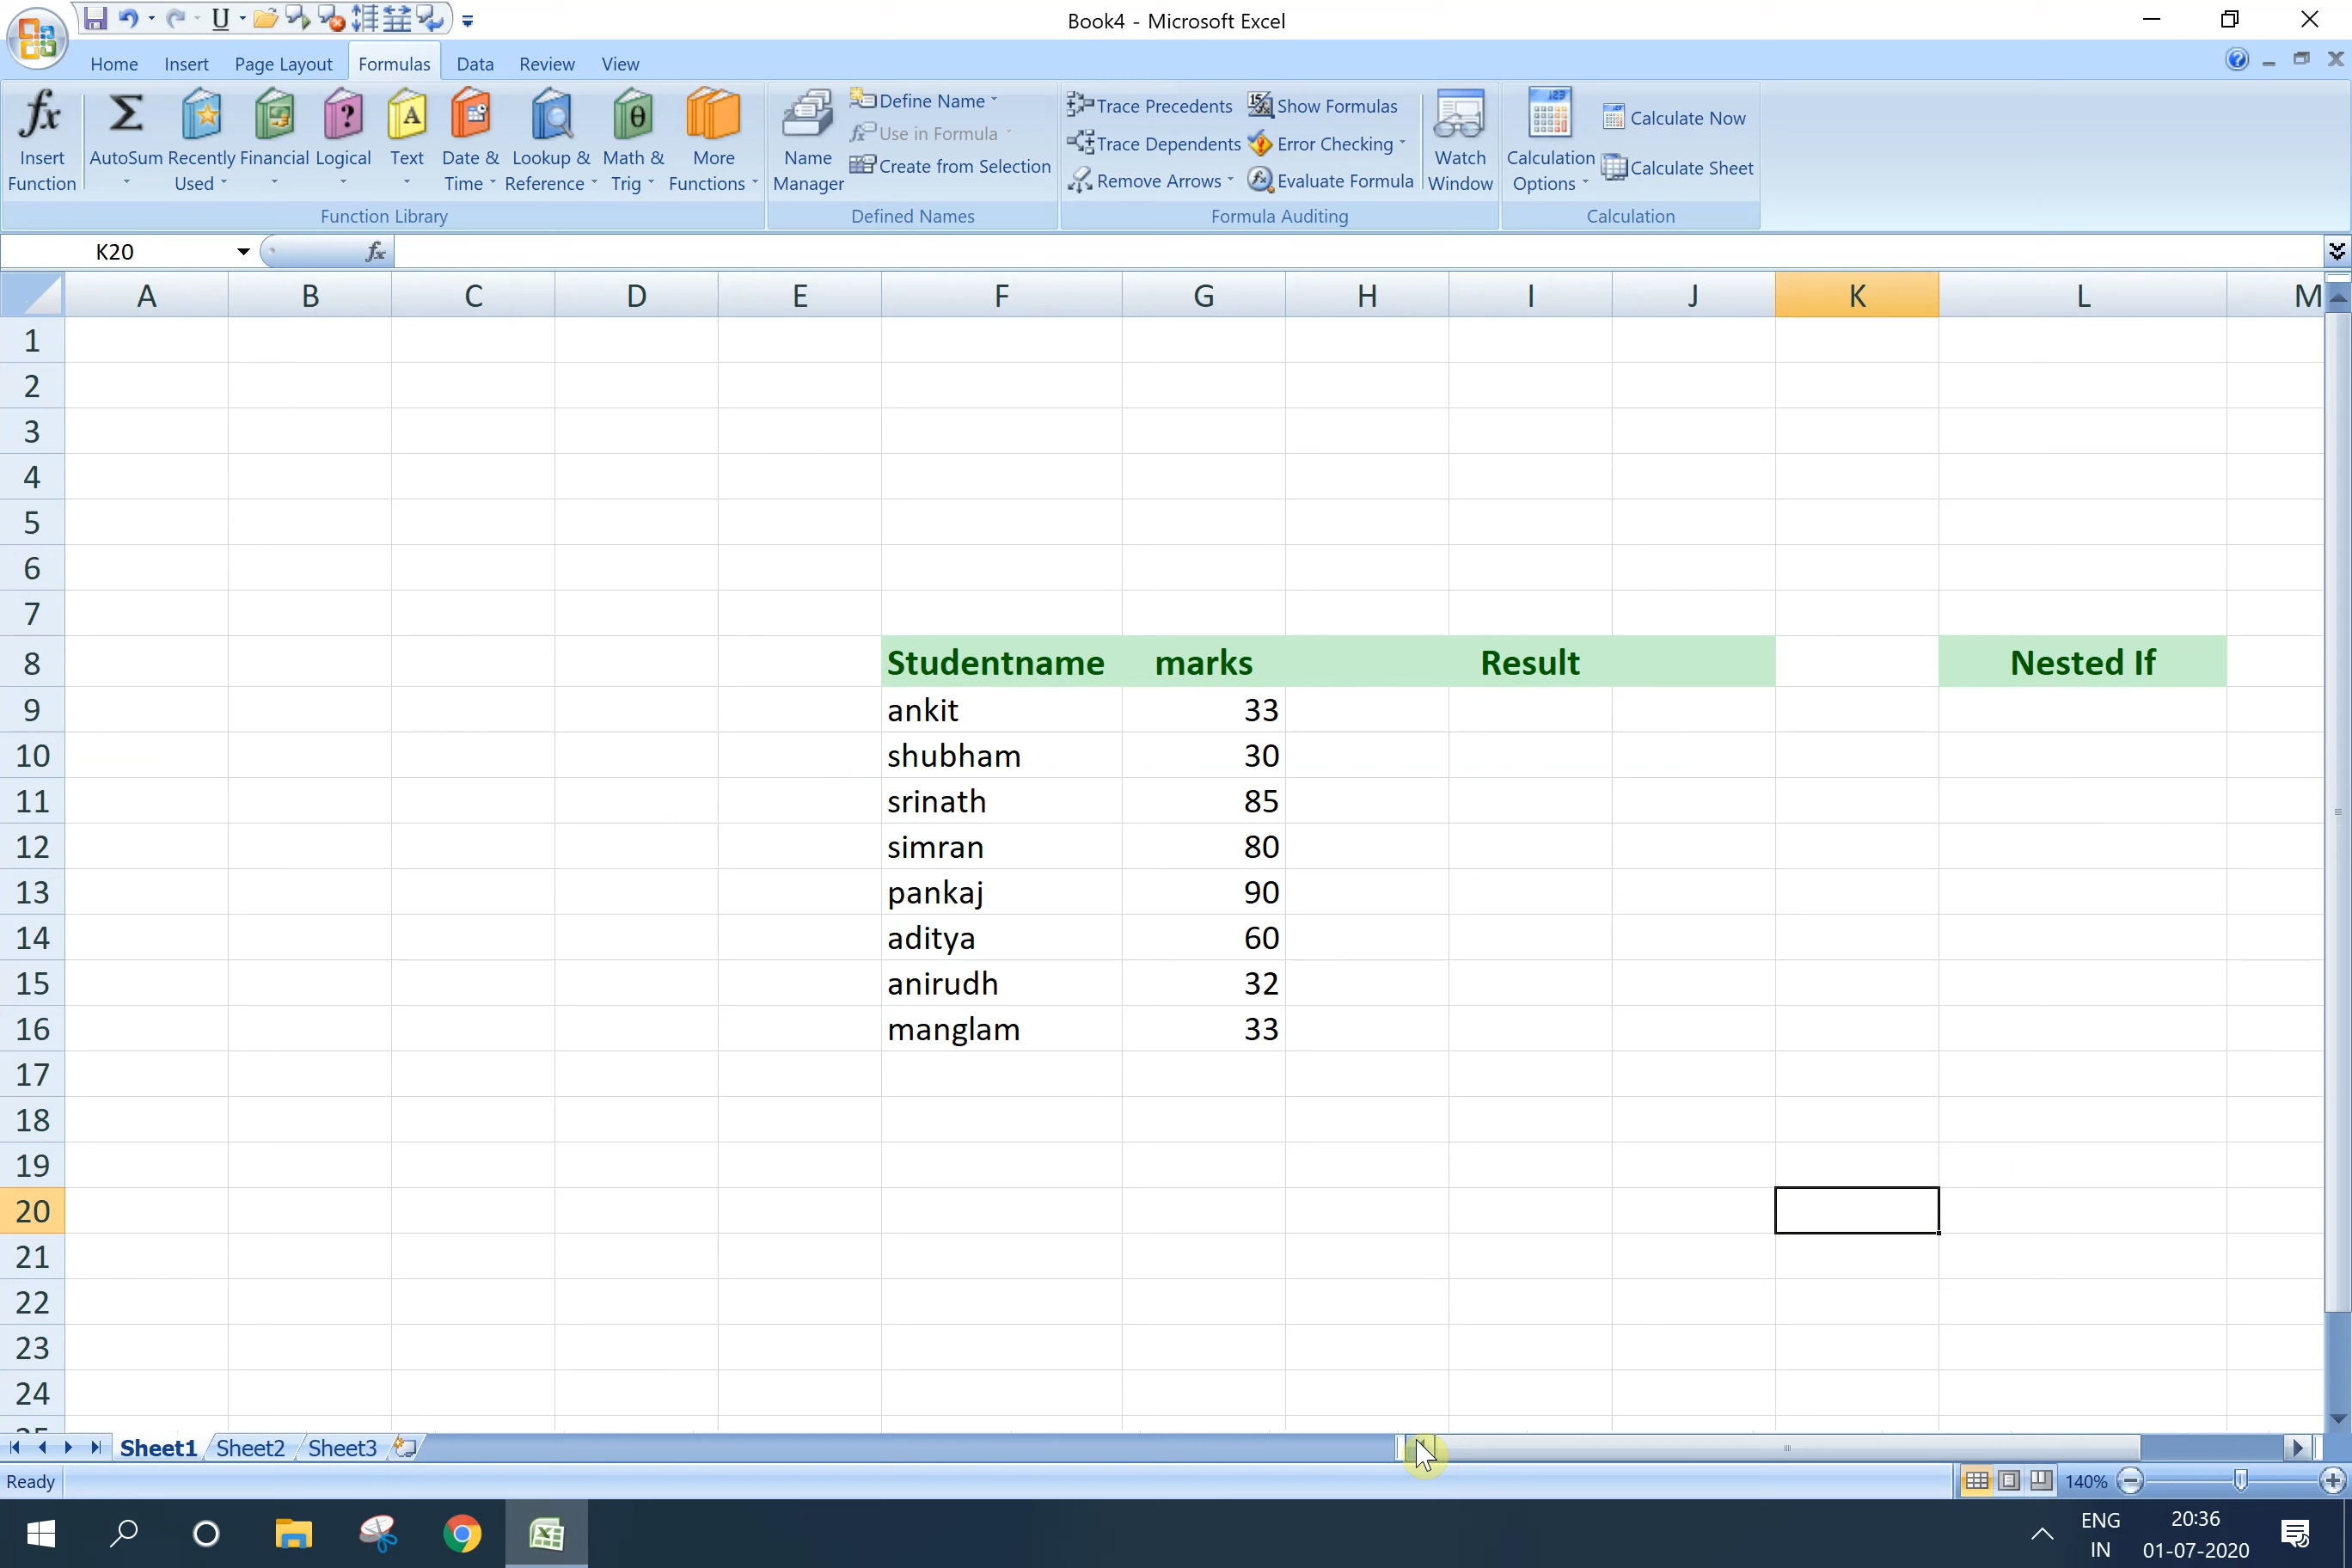 Book4 - Microsoft Excel
Home Insert Page Layout Formulas Data Review View
Insert Function
AutoSum
Recently Used
Financial
Logical
Text
Date & Time
Lookup & Reference
Math & Trig
More Functions
Function Library
Name Manager
Define Name
Use in Formula
Create from Selection
Defined Names
Trace Precedents
Trace Dependents
Remove Arrows
Show Formulas
Error Checking
Evaluate Formula
Watch Window
Formula Auditing
Calculation Options
Calculate Now
Calculate Sheet
Calculation
K20 fx
A B C D E F G H I J K L M
1
2
3
4
5
6
7
8 Studentname marks Result Nested If
9 ankit 33
10 shubham 30
11 srinath 85
12 simran 80
13 pankaj 90
14 aditya 60
15 anirudh 32
16 manglam 33
17
18
19
20
21
22
23
24
25
Sheet1 Sheet2 Sheet3
Ready 140%
ENG 20:36
IN 01-07-2020